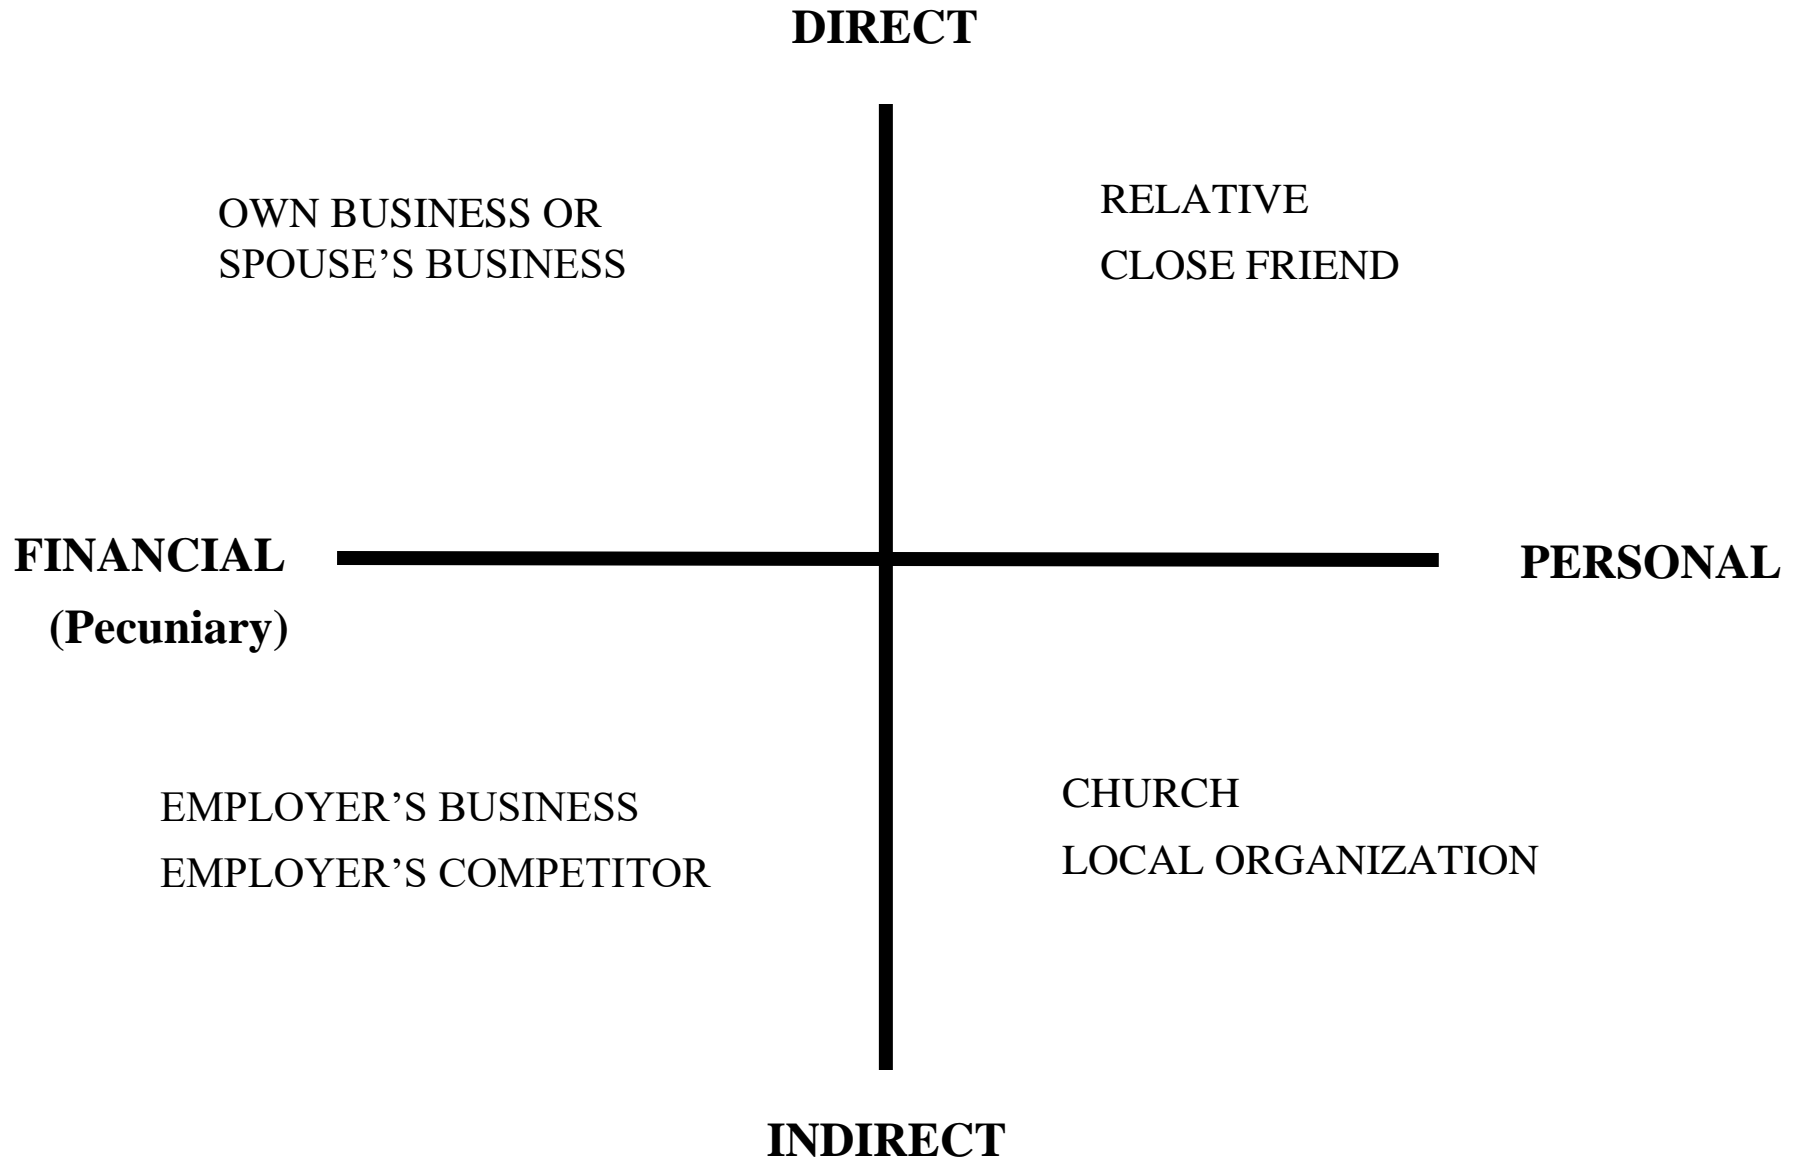 DIRECT
OWN BUSINESS OR
SPOUSE’S BUSINESS
RELATIVE
CLOSE FRIEND
FINANCIAL
(Pecuniary)
PERSONAL
EMPLOYER’S BUSINESS
EMPLOYER’S COMPETITOR
CHURCH
LOCAL ORGANIZATION
INDIRECT